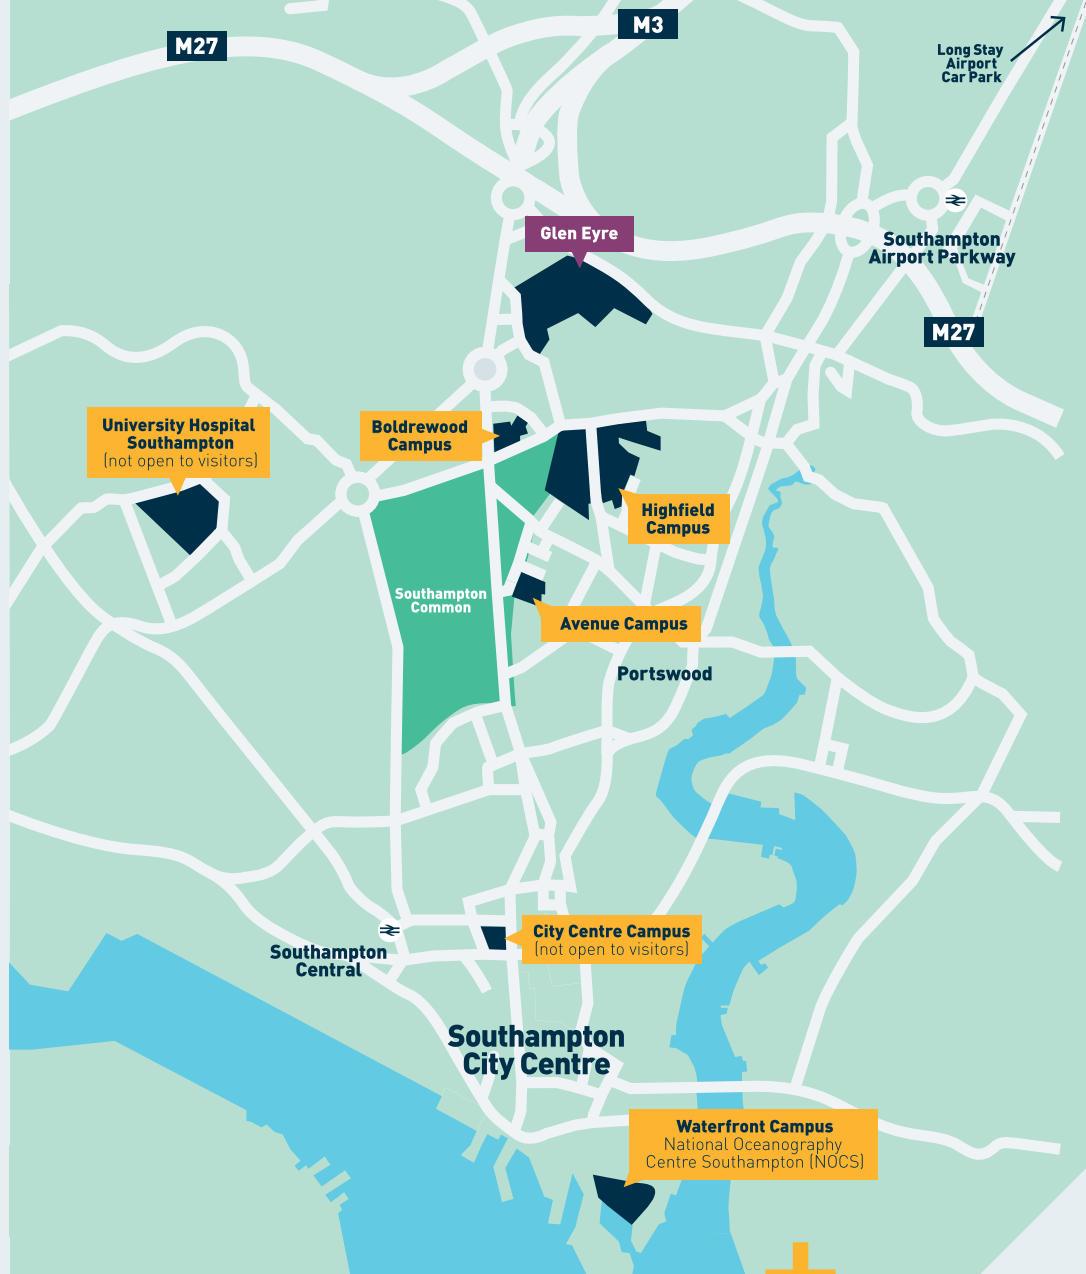 M3
M27
Long Stay
Airport
Car Park
Glen Eyre
Southampton
Airport Parkway
M27
University Hospital
Southampton
(not open to visitors)
Boldrewood
Campus
Highfield
Campus
Southampton
Common
Avenue Campus
Portswood
City Centre Campus
(not open to visitors)
Southampton
Central
Southampton
City Centre
Waterfront Campus
National Oceanography
Centre Southampton (NOCS)